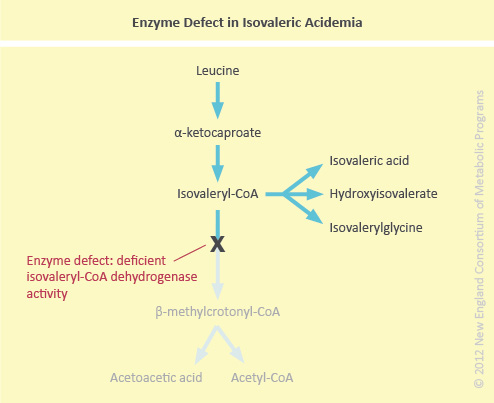 Enzyme Defect in Isovaleric Acidemia
Leucine
α-ketocaproate
Isovaleryl-CoA
Isovaleric acid
Hydroxyisovalerate
Isovalerylglycine
X
Enzyme defect: deficient
isovaleryl-CoA dehydrogenase
activity
β-methylcrotonyl-CoA
Acetoacetic acid
Acetyl-CoA
© 2012 New England Consortium of Metabolic Programs